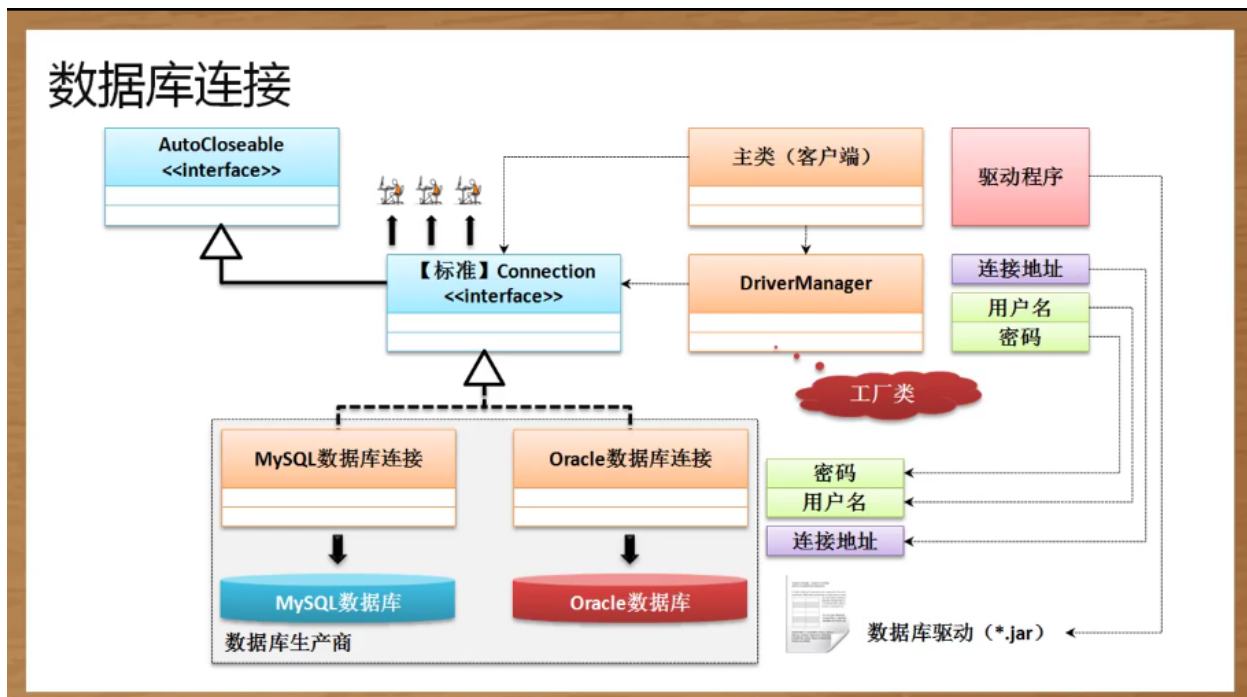 数据库连接
AutoCloseable
<<interface>>
主类（客户端）
驱动程序
【标准】Connection
<<interface>>
DriverManager
连接地址
用户名
密码
工厂类
MySQL数据库连接
Oracle数据库连接
密码
用户名
连接地址
MySQL数据库
Oracle数据库
数据库生产商
数据库驱动（*.jar）